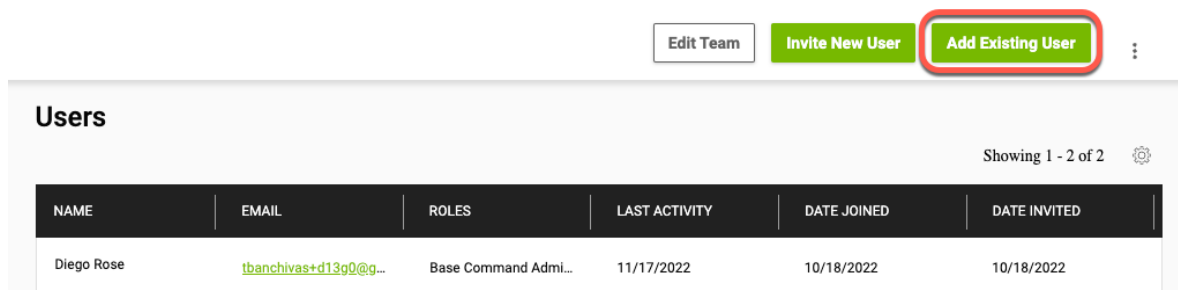 Edit Team Invite New User Add Existing User
Users
Showing 1 - 2 of 2
NAME EMAIL ROLES LAST ACTIVITY DATE JOINED DATE INVITED
Diego Rose tbanchivas+d13g0@g... Base Command Admi... 11/17/2022 10/18/2022 10/18/2022